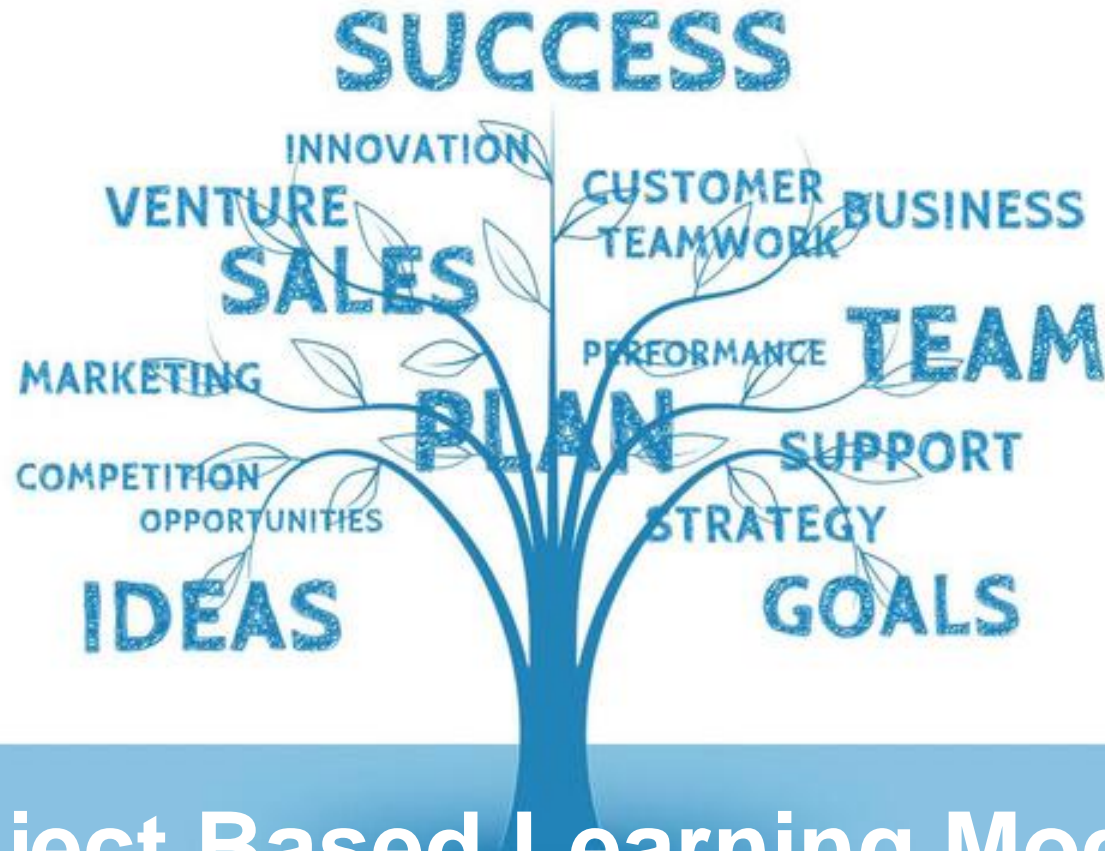 SUCCESS
INNOVATION
CUSTOMER
VENTURE
BUSINESS
TEAMWORK
SALES
TEAM
PERFORMANCE
MARKETING
PLAN
SUPPORT
COMPETITION
OPPORTUNITIES
STRATEGY
IDEAS
GOALS
Based Learning